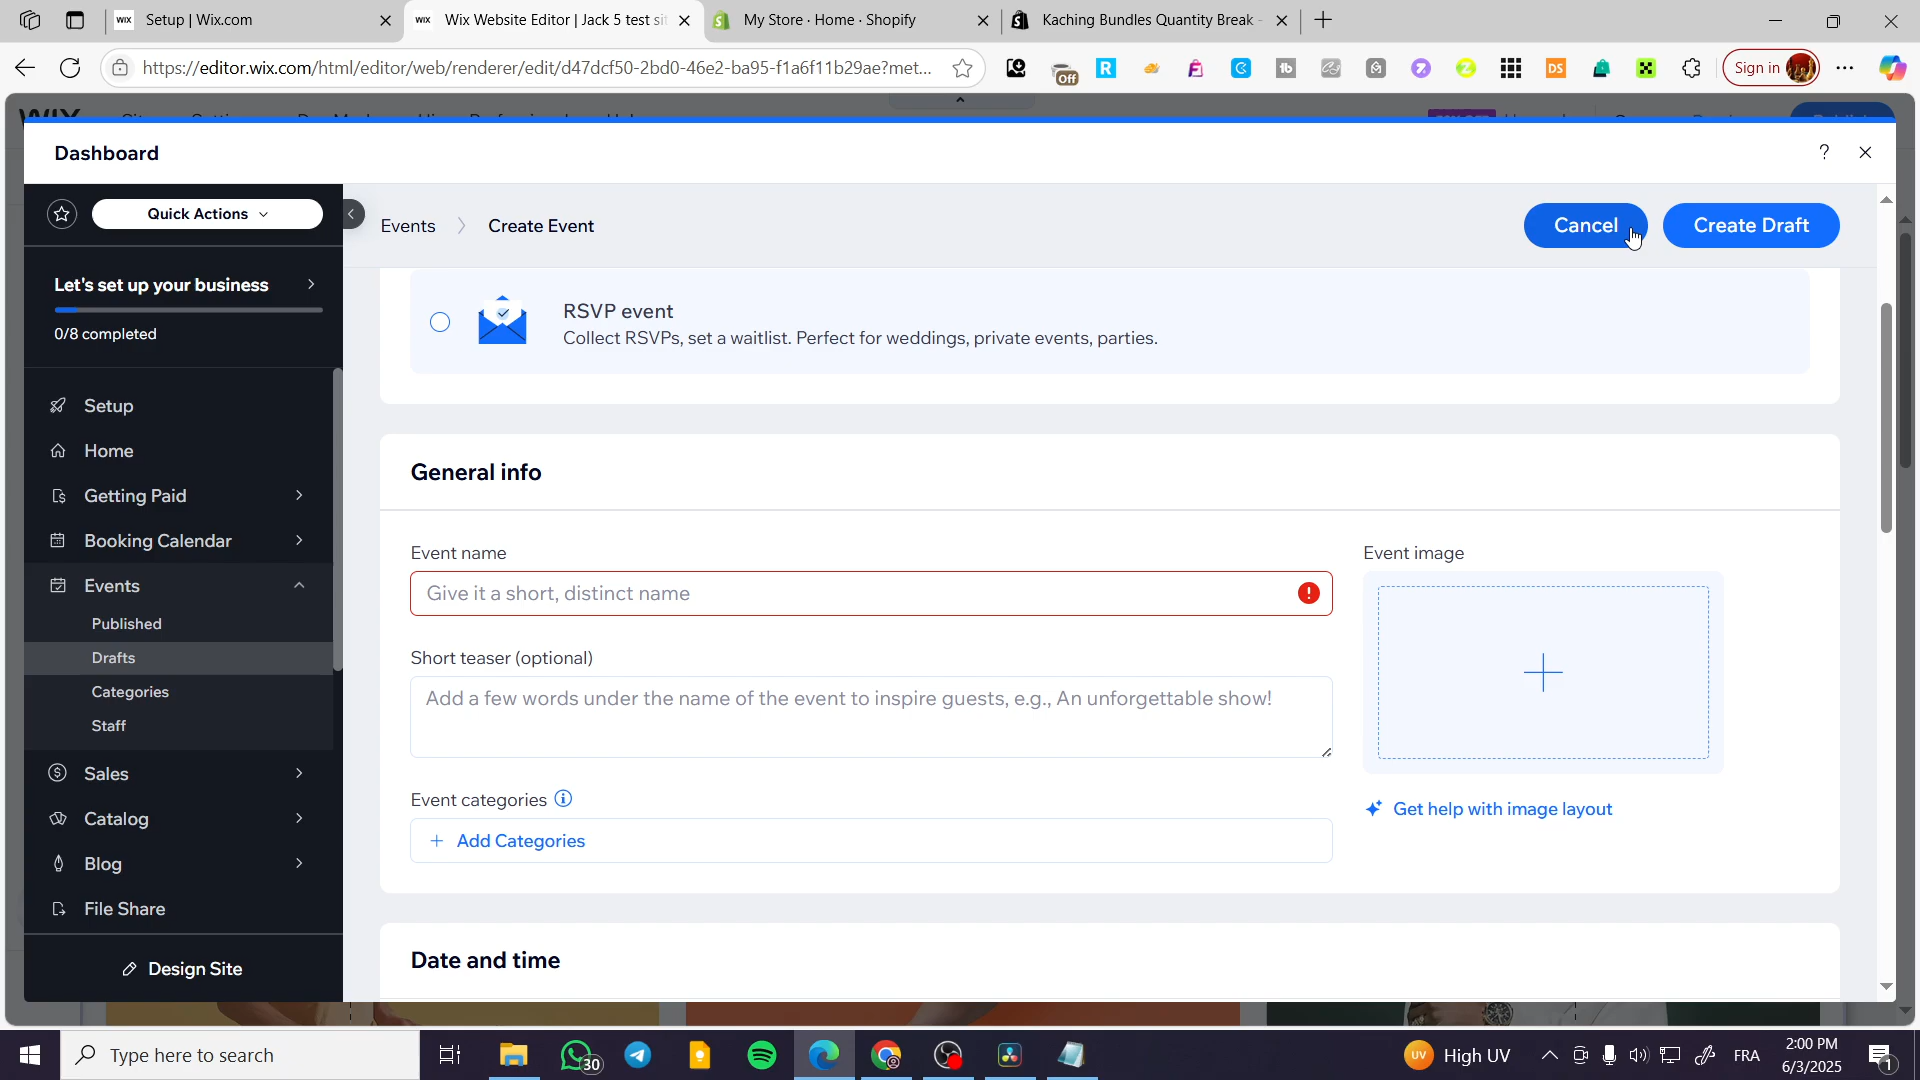 Setup | Wix.com
Wix Website Editor | Jack 5 test sit
My Store · Home · Shopify
Kaching Bundles Quantity Break -
https://editor.wix.com/html/editor/web/renderer/edit/d47dcf50-2bd0-46e2-ba95-f1a6f11b29ae?met...
Off
Sign in
Dashboard
?
Quick Actions
Events
Create Event
Cancel
Create Draft
Let's set up your business
0/8 completed
RSVP event
Collect RSVPs, set a waitlist. Perfect for weddings, private events, parties.
Setup
Home
Getting Paid
Booking Calendar
Events
Published
Drafts
Categories
Staff
Sales
Catalog
Blog
File Share
Design Site
General info
Event name
Give it a short, distinct name
Short teaser (optional)
Add a few words under the name of the event to inspire guests, e.g., An unforgettable show!
Event categories
Add Categories
Event image
Get help with image layout
Date and time
Type here to search
30
UV
High UV
FRA
2:00 PM
6/3/2025
1